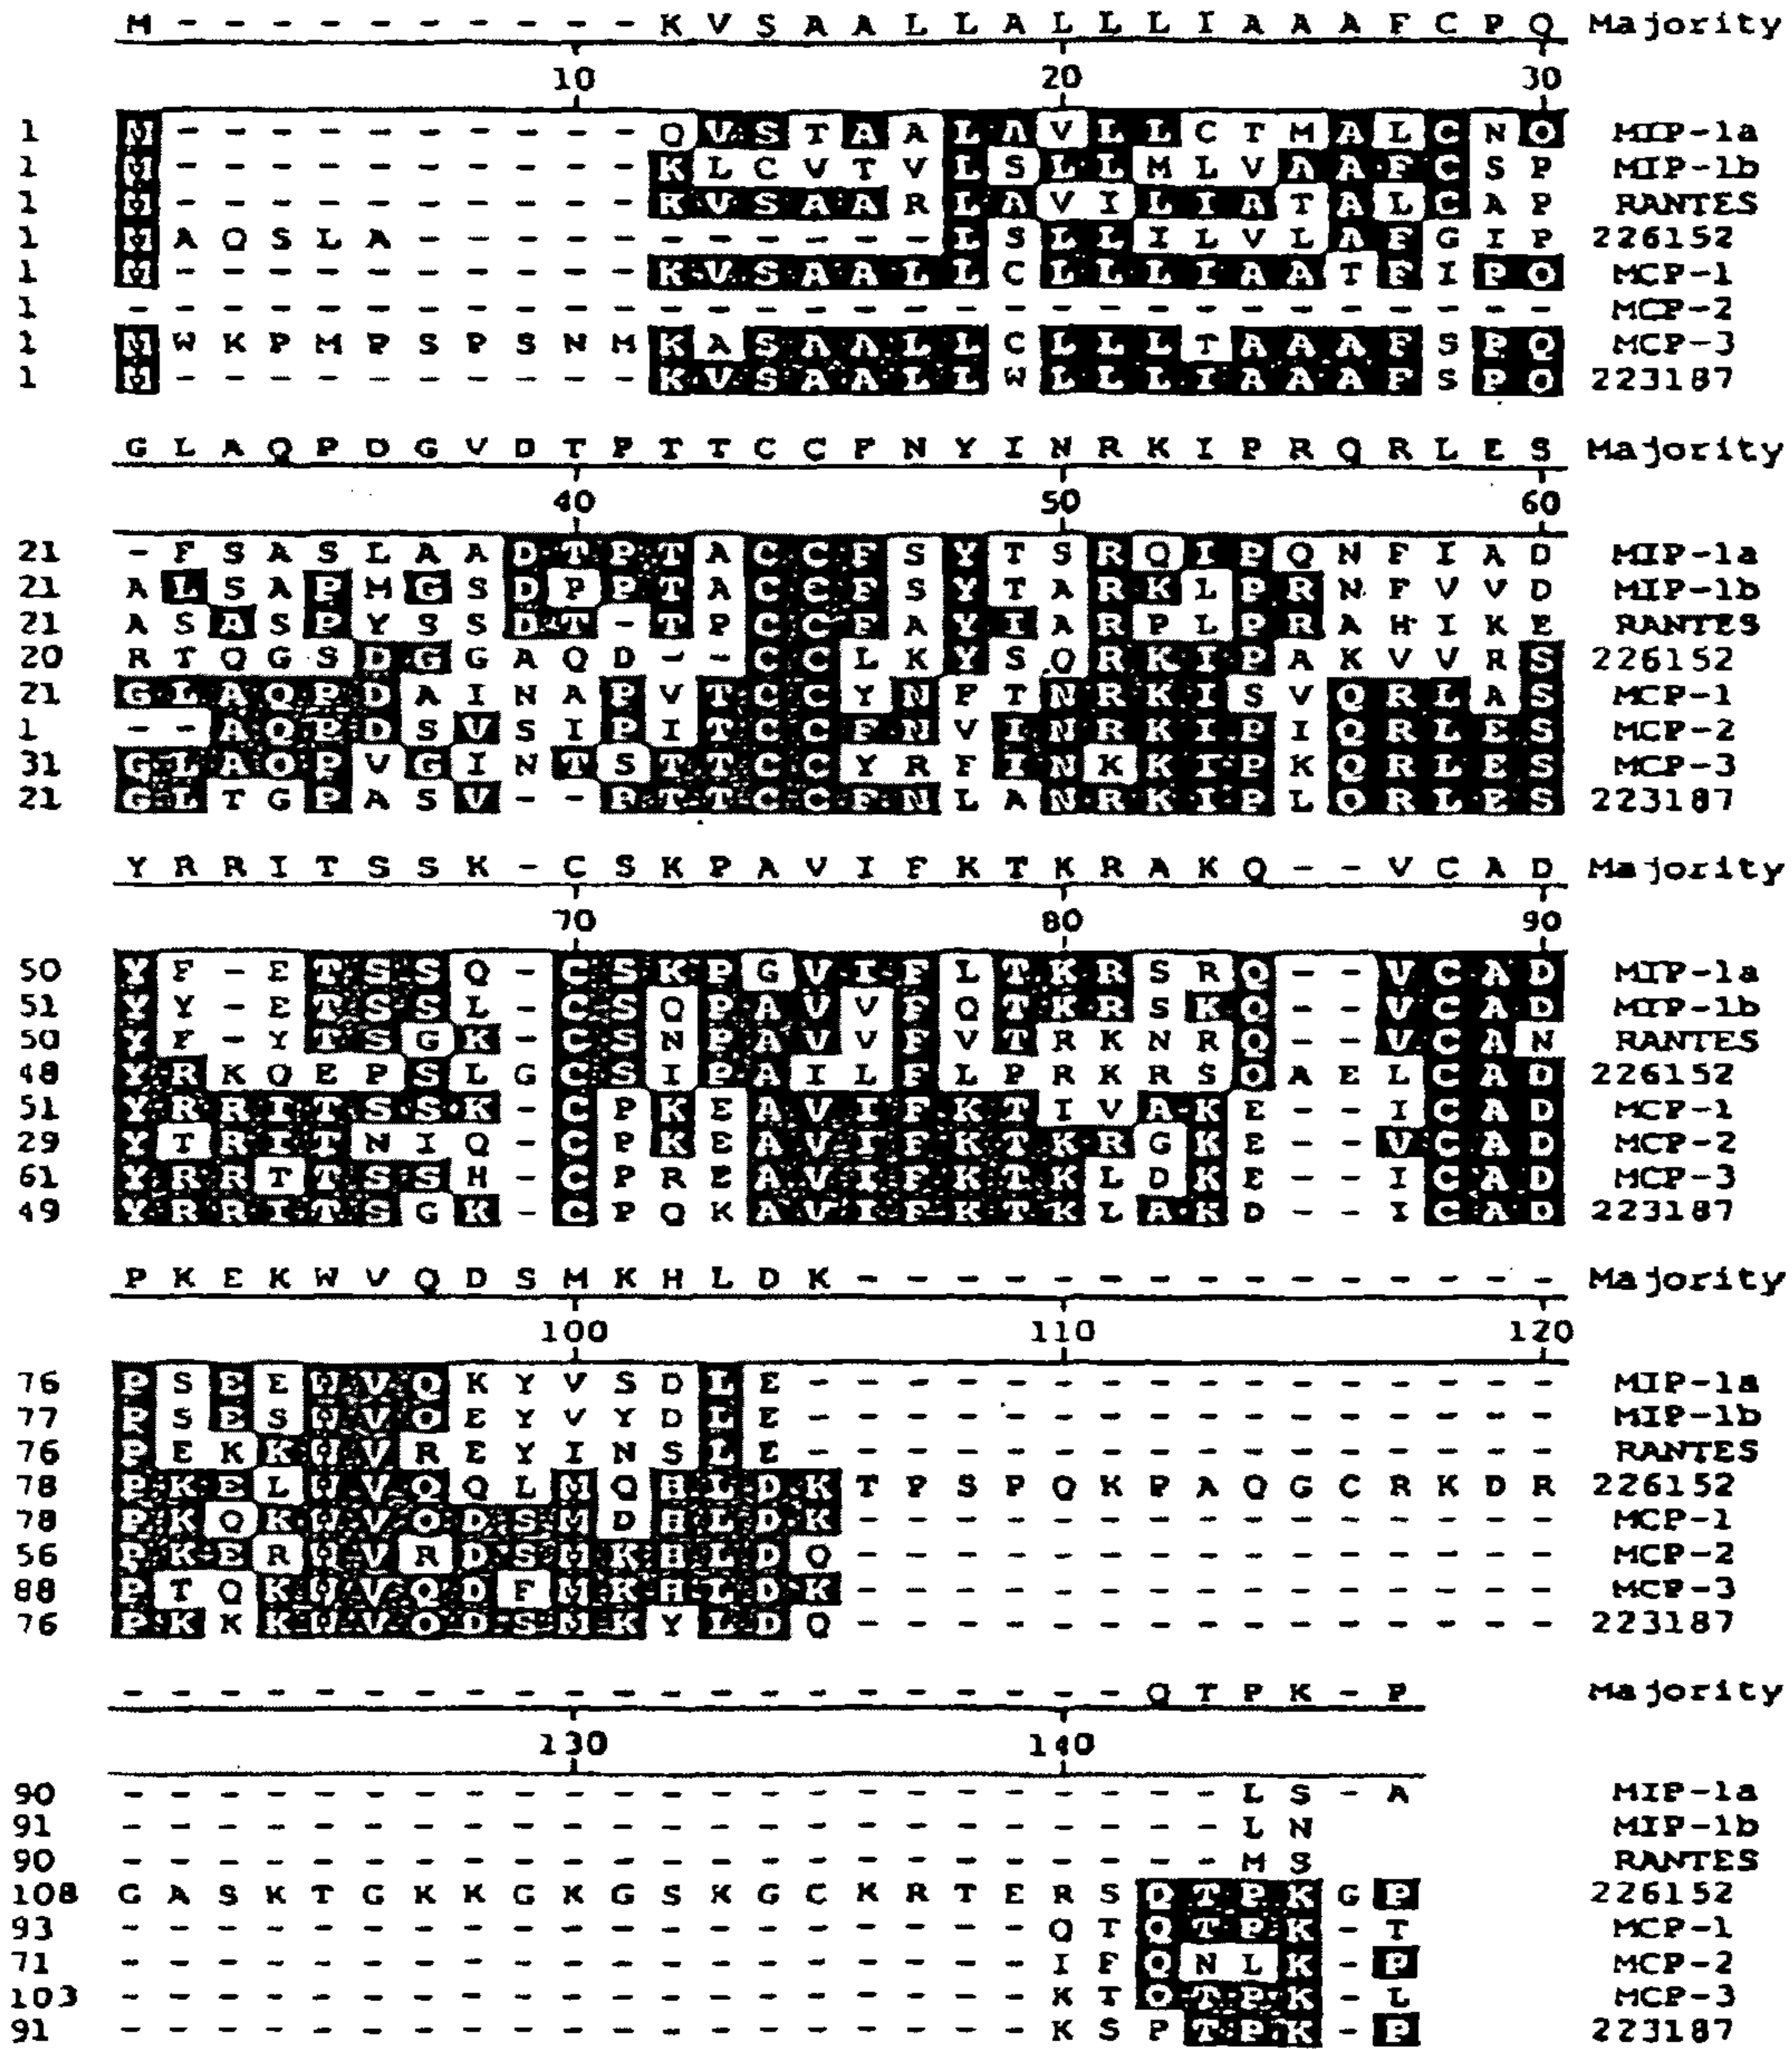 M - - - - - - - - - - K V S A A L L A L L L I A A A F C P Q Majority
10 20 30
1 M - - - - - - - - - - Q V S T A A L A V L L C T M A L C N Q MIP-1a
1 M - - - - - - - - - - K L C V T V L S L L M L V A A F C S P MIP-1b
1 M - - - - - - - - - - K V S A A R L A V I L I A T A L C A P RANTES
1 M A Q S L A - - - - - - - - - - - L S L L I L V L A F G I P 226152
1 M - - - - - - - - - - K V S A A L L C L L L I A A T F I P Q MCP-1
1 - - - - - - - - - - - - - - - - - - - - - - - - - - - - - - MCP-2
1 M W K P M P S P S N M K A S A A L L C L L L T A A A F S P Q MCP-3
1 M - - - - - - - - - - K V S A A L L W L L L I A A A F S P Q 223187
G L A Q P D G V D T P T T C C F N Y I N R K I P R Q R L E S Majority
40 50 60
21 - F S A S L A A D T P T A C C F S Y T S R Q I P Q N F I A D MIP-1a
21 A L S A P M G S D P P T A C C F S Y T A R K L P R N F V V D MIP-1b
21 A S A S P Y S S D T - T P C C F A Y I A R P L P R A H I K E RANTES
20 R T Q G S D G G A Q D - - C C L K Y S Q R K I P A K V V R S 226152
21 G L A Q P D A I N A P V T C C Y N F T N R K I S V Q R L A S MCP-1
1 - - A Q P D S V S I P I T C C F N V I N R K I P I Q R L E S MCP-2
31 G L A Q P V G I N T S T T C C Y R F I N K K I P K Q R L E S MCP-3
21 G L T G P A S V - - P T T C C F N L A N R K I P L Q R L E S 223187
Y R R I T S S K - C S K P A V I F K T K R A K Q - - V C A D Majority
70 80 90
50 Y F - E T S S Q - C S K P G V I F L T K R S R Q - - V C A D MIP-1a
51 Y Y - E T S S L - C S Q P A V V F Q T K R S K Q - - V C A D MIP-1b
50 Y F - Y T S G K - C S N P A V V F V T R K N R Q - - V C A N RANTES
48 Y R K Q E P S L G C S I P A I L F L P R K R S Q A E L C A D 226152
51 Y R R I T S S K - C P K E A V I F K T I V A K E - - I C A D MCP-1
29 Y T R I T N I Q - C P K E A V I F K T K R G K E - - V C A D MCP-2
61 Y R R T T S S H - C P R E A V I F K T K L D K E - - I C A D MCP-3
49 Y R R I T S G K - C P Q K A V I F K T K L A K D - - I C A D 223187
P K E K W V Q D S M K H L D K - - - - - - - - - - - - - - - Majority
100 110 120
76 P S E E W V Q K Y V S D L E - - - - - - - - - - - - - - - - MIP-1a
77 P S E S W V Q E Y V Y D L E - - - - - - - - - - - - - - - - MIP-1b
76 P E K K W V R E Y I N S L E - - - - - - - - - - - - - - - - RANTES
78 P K E L W V Q Q L M Q H L D K T P S P Q K P A Q G C R K D R 226152
78 P K Q K W V Q D S M D H L D K - - - - - - - - - - - - - - - MCP-1
56 P K E R W V R D S M K H L D Q - - - - - - - - - - - - - - - MCP-2
88 P T Q K W V Q D F M K H L D K - - - - - - - - - - - - - - - MCP-3
76 P K K K W V Q D S M K Y L D Q - - - - - - - - - - - - - - - 223187
- - - - - - - - - - - - - - - - - - - - - Q T P K - P Majority
130 140
90 - - - - - - - - - - - - - - - - - - - - - - - L S - A MIP-1a
91 - - - - - - - - - - - - - - - - - - - - - - - L N MIP-1b
90 - - - - - - - - - - - - - - - - - - - - - - - M S RANTES
108 G A S K T G K K G K G S K G C K R T E R S Q T P K G P 226152
93 - - - - - - - - - - - - - - - - - - - Q T Q T P K - T MCP-1
71 - - - - - - - - - - - - - - - - - - - I F Q N L K - P MCP-2
103 - - - - - - - - - - - - - - - - - - - K T Q T P K - L MCP-3
91 - - - - - - - - - - - - - - - - - - - K S P T P K - P 223187